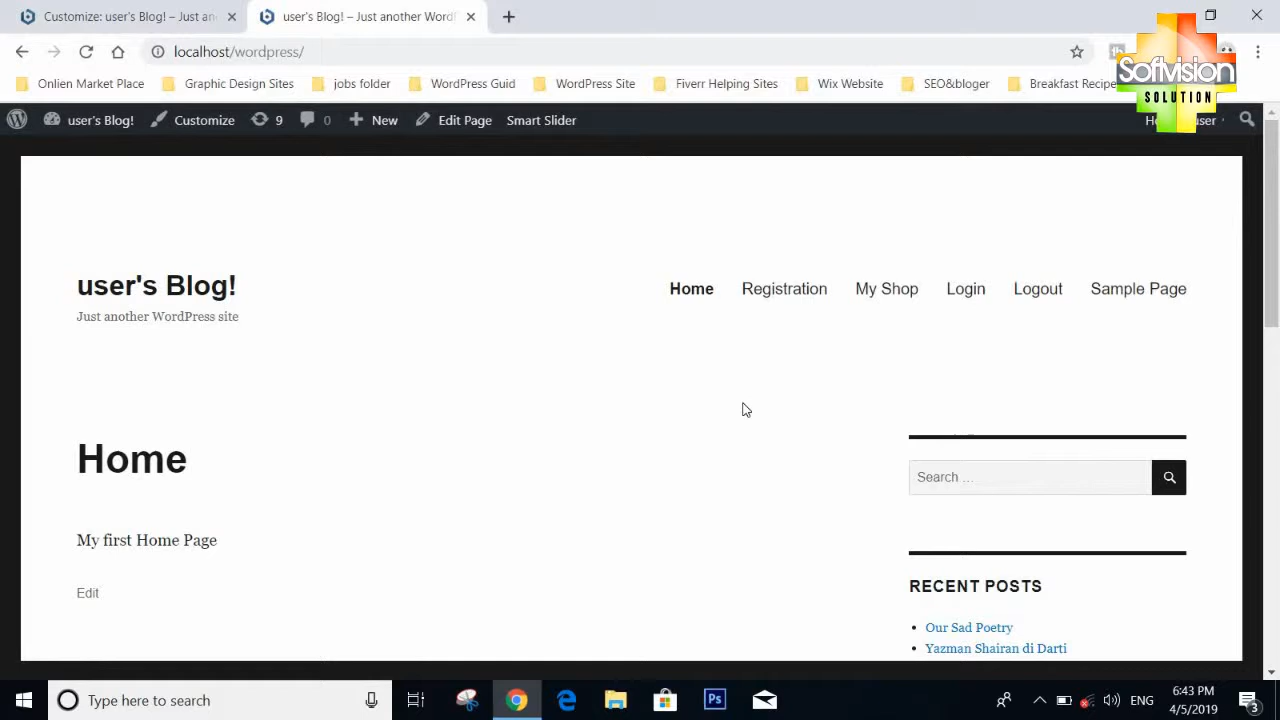 Customize: user's Blog! – Just an
user's Blog! – Just another Word
localhost/wordpress/
Onlien Market Place
Graphic Design Sites
jobs folder
WordPress Guid
WordPress Site
Fiverr Helping Sites
Wix Website
SEO&bloger
Breakfast Recipe
Sofvision
SOLUTION
user's Blog!
Customize
9
0
New
Edit Page
Smart Slider
user
user's Blog!
Just another WordPress site
Home
Registration
My Shop
Login
Logout
Sample Page
Home
My first Home Page
Edit
Search …
RECENT POSTS
Our Sad Poetry
Yazman Shairan di Darti
Type here to search
Ps
ENG
6:43 PM
4/5/2019
3